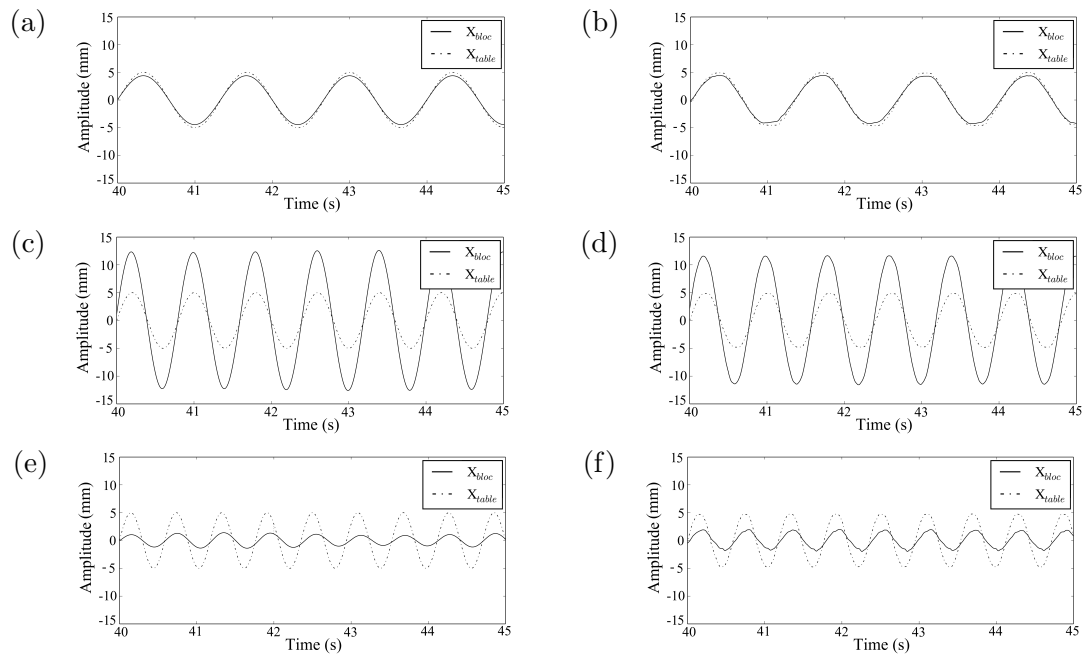 (a)
Amplitude (mm)
15
10
5
0
-5
-10
-15
X_bloc
X_table
40 41 42 43 44 45
Time (s)
(b)
Amplitude (mm)
15
10
5
0
-5
-10
-15
X_bloc
X_table
40 41 42 43 44 45
Time (s)
(c)
Amplitude (mm)
15
10
5
0
-5
-10
-15
X_bloc
X_table
40 41 42 43 44 45
Time (s)
(d)
Amplitude (mm)
15
10
5
0
-5
-10
-15
X_bloc
X_table
40 41 42 43 44 45
Time (s)
(e)
Amplitude (mm)
15
10
5
0
-5
-10
-15
X_bloc
X_table
40 41 42 43 44 45
Time (s)
(f)
Amplitude (mm)
15
10
5
0
-5
-10
-15
X_bloc
X_table
40 41 42 43 44 45
Time (s)